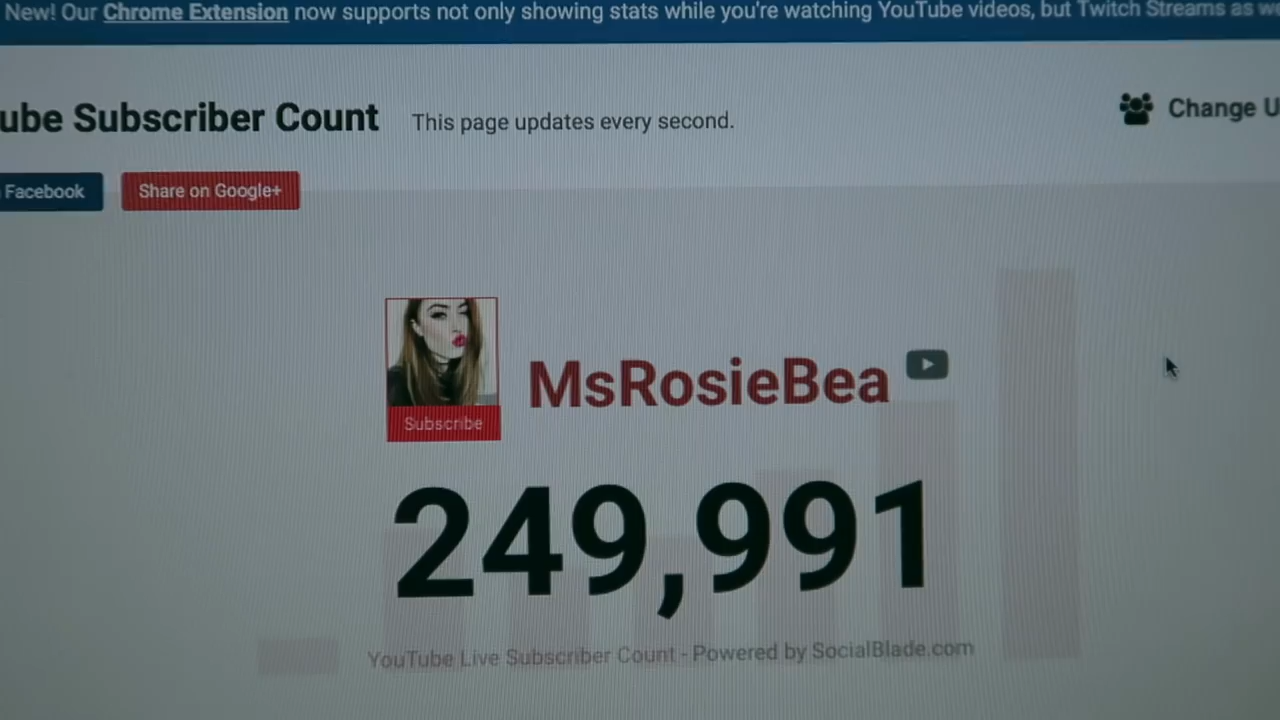 New! Our Chrome Extension now supports not only showing stats while you're watching YouTube videos, but Twitch Streams as
ube Subscriber Count
This page updates every second.
Change U
Facebook
Share on Google+
MsRosieBea
Subscribe
249,991
YouTube Live Subscriber Count - Powered by SocialBlade.com